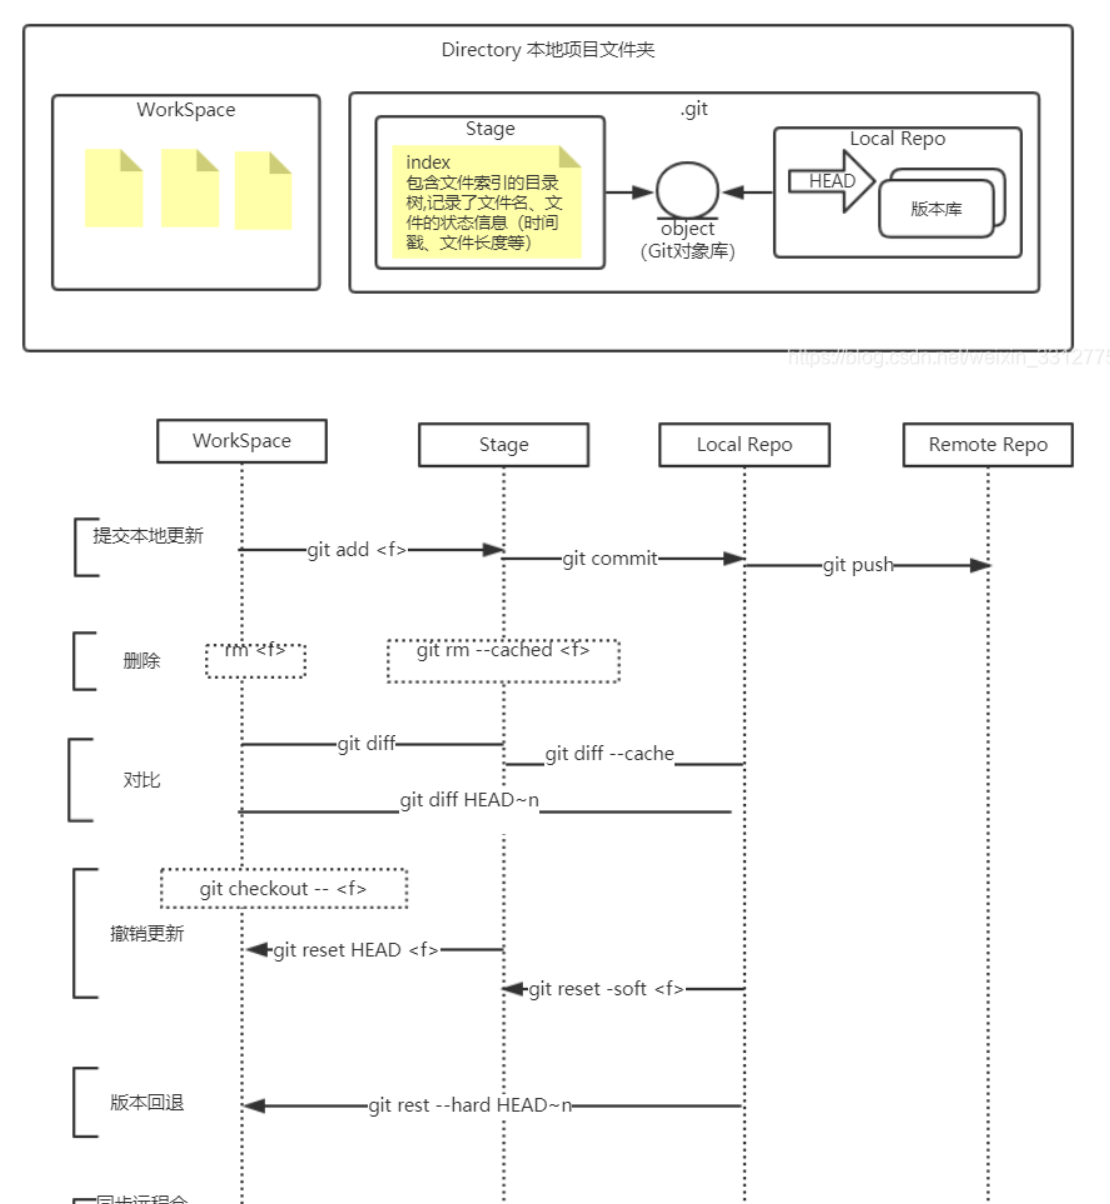 Directory 本地项目文件夹
WorkSpace
.git
Stage
index
包含文件索引的目录
树,记录了文件名、文
件的状态信息（时间
戳、文件长度等）
object
(Git对象库)
Local Repo
HEAD
版本库
https://blog.csdn.net/weixin_3312775
WorkSpace
Stage
Local Repo
Remote Repo
提交本地更新
git add <f>
git commit
git push
删除
rm <f>
git rm --cached <f>
对比
git diff
git diff --cache
git diff HEAD~n
撤销更新
git checkout -- <f>
git reset HEAD <f>
git reset -soft <f>
版本回退
git rest --hard HEAD~n
同步远程仓